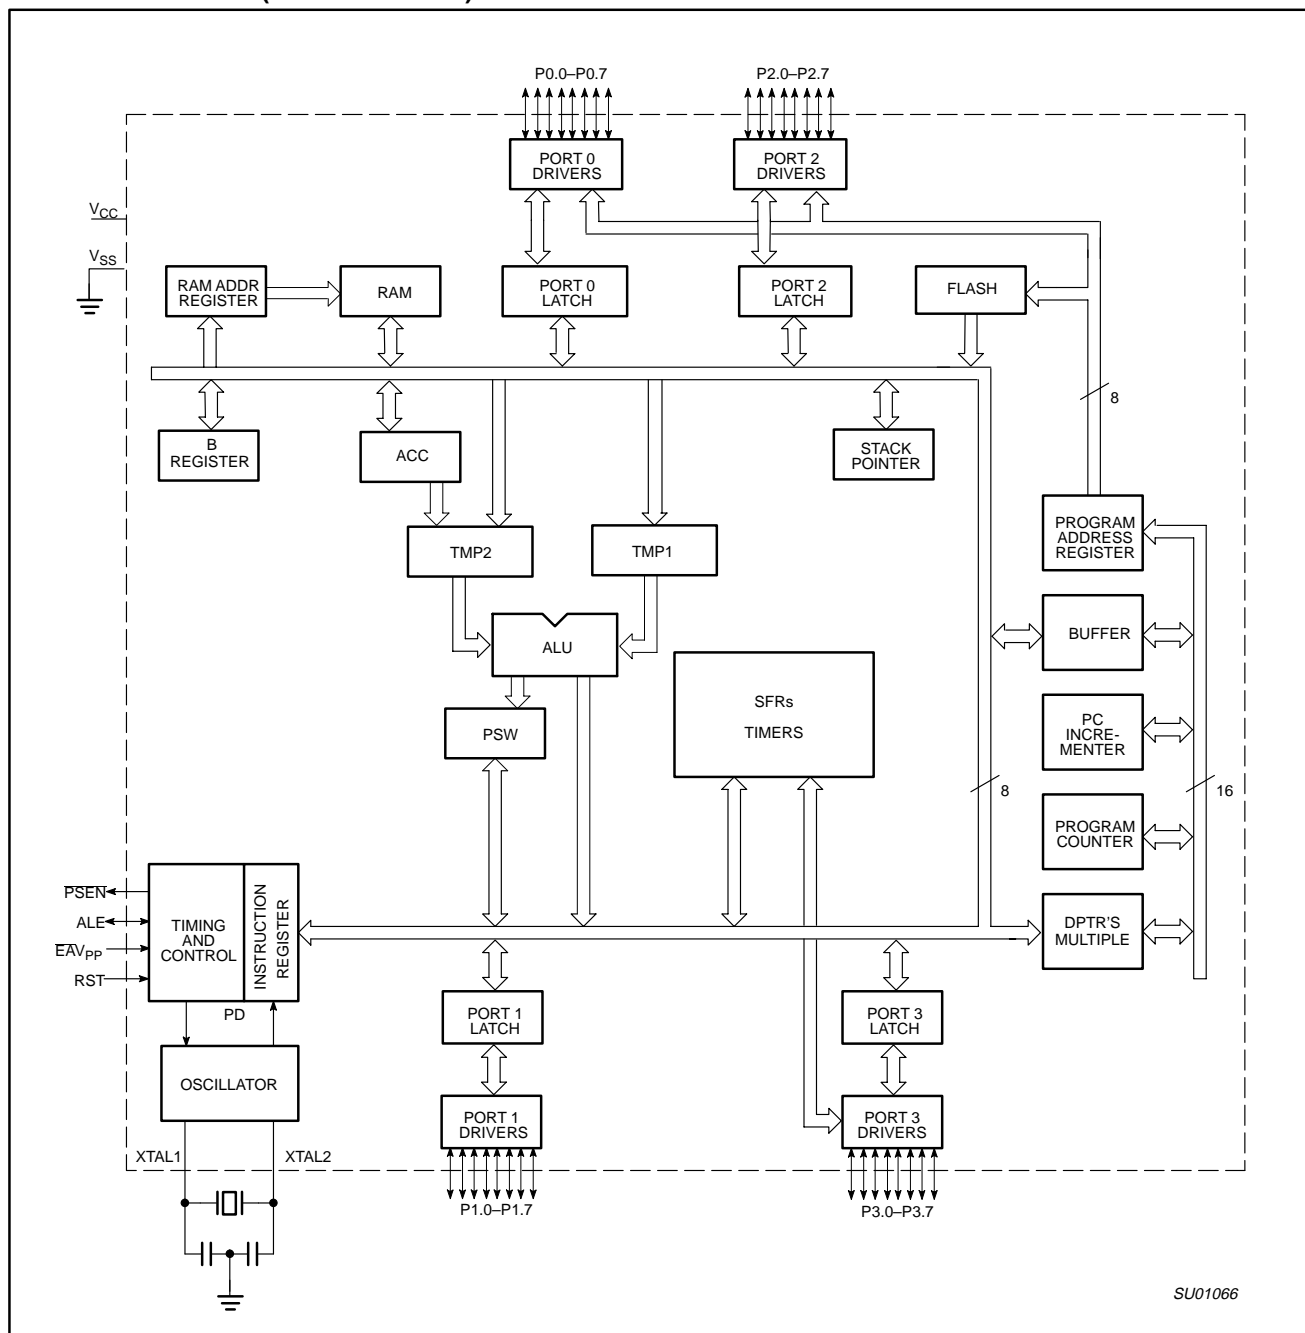 P0.0–P0.7
P2.0–P2.7
PORT 0
DRIVERS
PORT 2
DRIVERS
VCC
VSS
RAM ADDR
REGISTER
RAM
PORT 0
LATCH
PORT 2
LATCH
FLASH
8
B
REGISTER
ACC
STACK
POINTER
PROGRAM
ADDRESS
REGISTER
TMP2
TMP1
BUFFER
ALU
SFRs
TIMERS
PSW
PC
INCRE-
MENTER
8
16
PROGRAM
COUNTER
PSEN
ALE
EAVPP
RST
TIMING
AND
CONTROL
INSTRUCTION
REGISTER
DPTR'S
MULTIPLE
PD
PORT 1
LATCH
PORT 3
LATCH
OSCILLATOR
PORT 1
DRIVERS
PORT 3
DRIVERS
XTAL1
XTAL2
P1.0–P1.7
P3.0–P3.7
SU01066